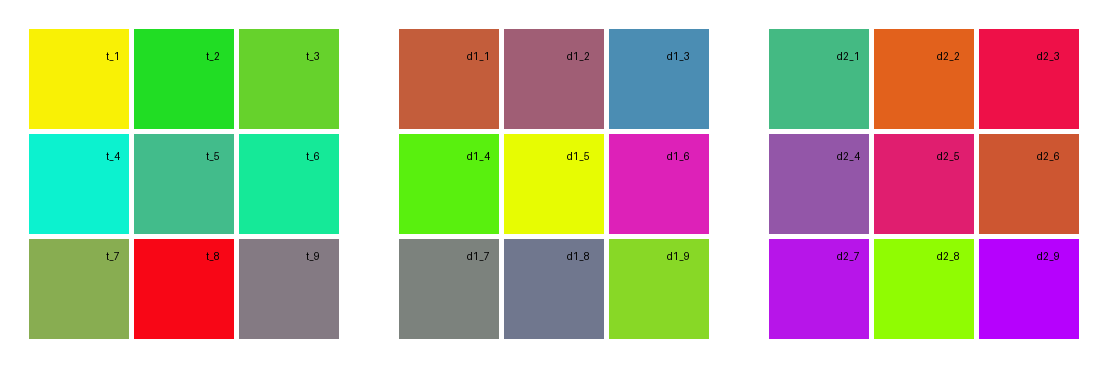 t_1 t_2 t_3 d1_1 d1_2 d1_3 d2_1 d2_2 d2_3
t_4 t_5 t_6 d1_4 d1_5 d1_6 d2_4 d2_5 d2_6
t_7 t_8 t_9 d1_7 d1_8 d1_9 d2_7 d2_8 d2_9